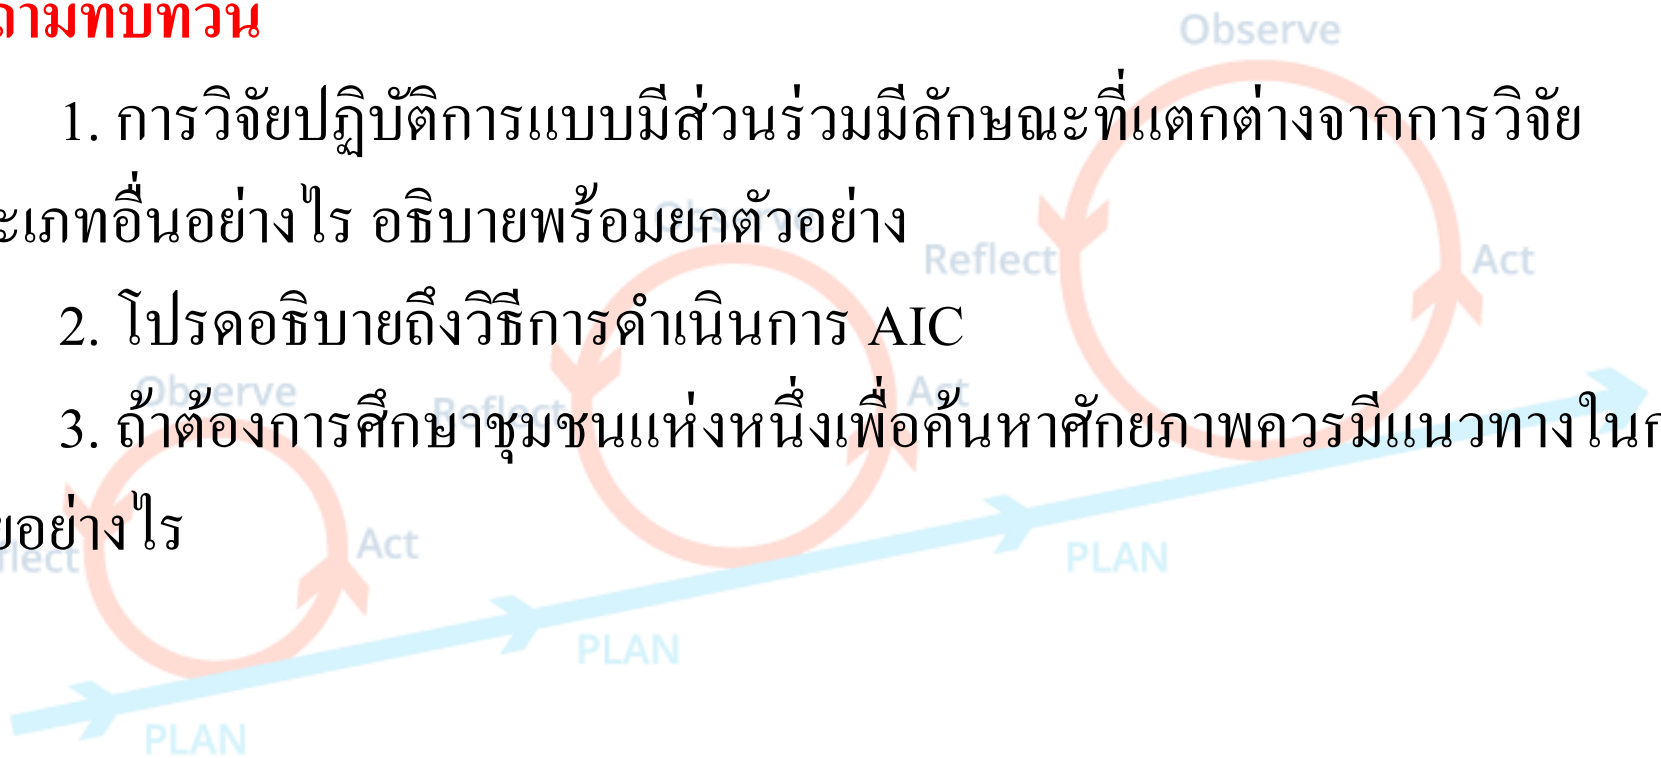 ถามทบทวน
Observe
1. การวิจัยปฏิบัติการแบบมีส่วนร่วมมีลักษณะที่แตกต่างจากการวิจัย
ะเภทอื่นอย่างไร อธิบายพร้อมยกตัวอย่าง
Observe
Reflect
Act
2. โปรดอธิบายถึงวิธีการดำเนินการ AIC
Observe
Reflect
Act
3. ถ้าต้องการศึกษาชุมชนแห่งหนึ่งเพื่อค้นหาศักยภาพควรมีแนวทางในก
ยอย่างไร
flect
Act
PLAN
PLAN
PLAN